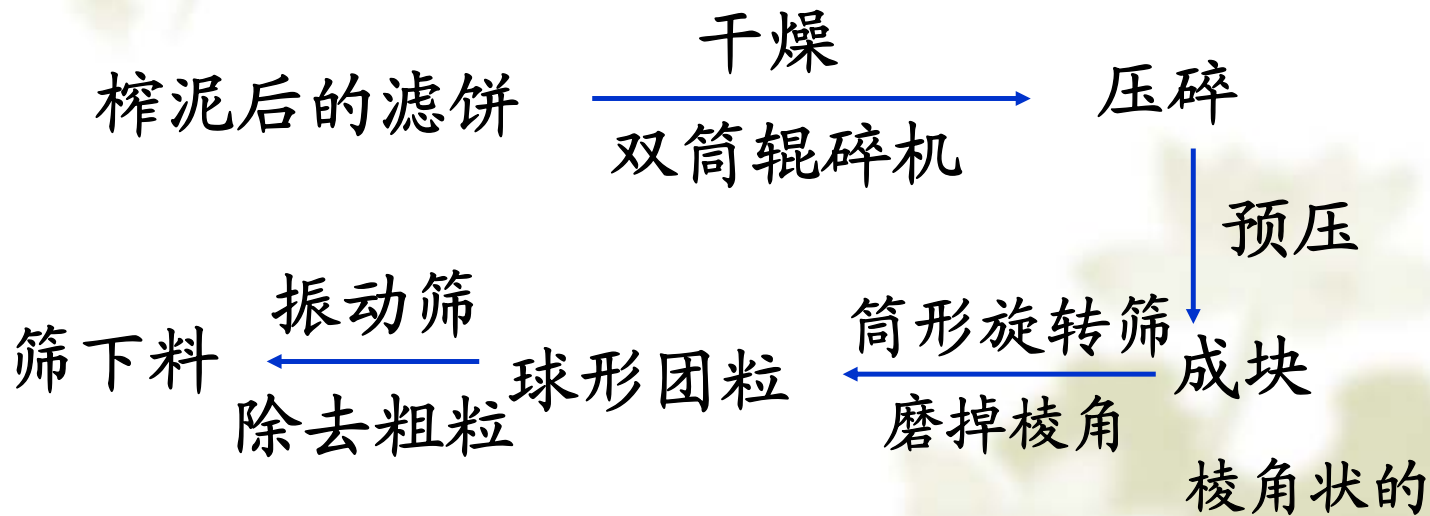 榨泥后的滤饼
干燥
双筒辊碎机
压碎
预压
成块
棱角状的
筒形旋转筛
磨掉棱角
球形团粒
振动筛
除去粗粒
筛下料